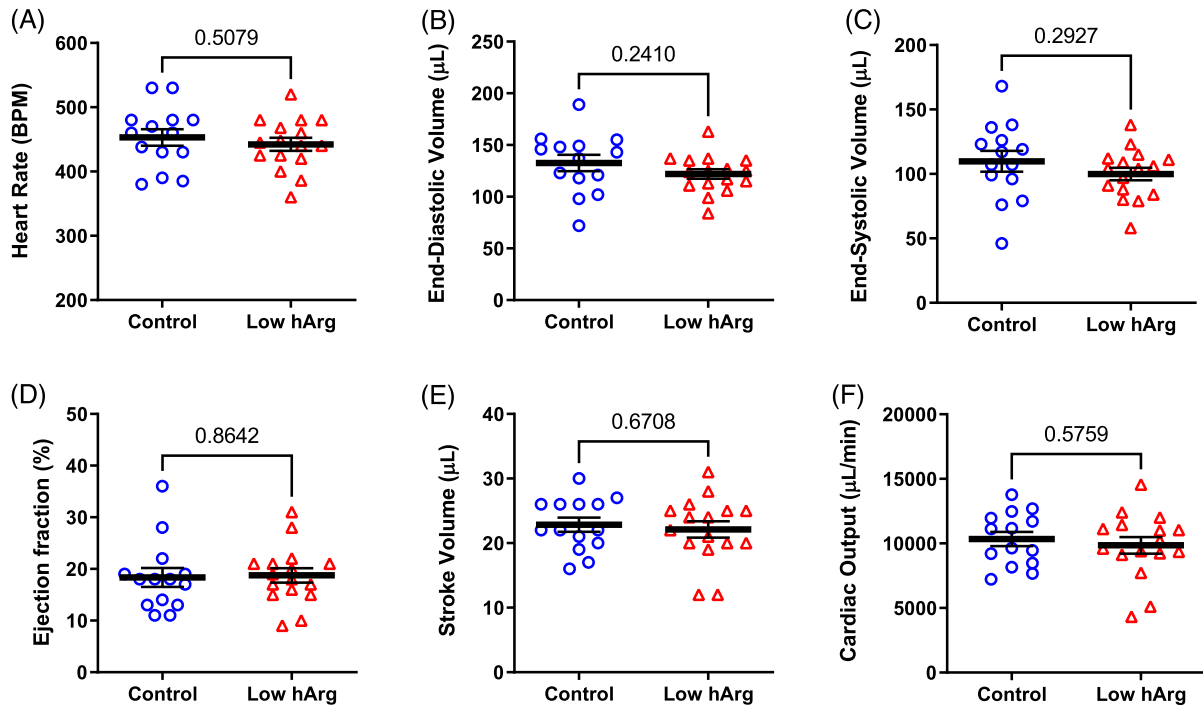 (A)
0.5079
600
500
400
300
200
Heart Rate (BPM)
Control Low hArg
(B)
0.2410
250
200
150
100
50
0
End-Diastolic Volume (μL)
Control Low hArg
(C)
0.2927
200
150
100
50
0
End-Systolic Volume (μL)
Control Low hArg
(D)
0.8642
50
40
30
20
10
0
Ejection fraction (%)
Control Low hArg
(E)
0.6708
40
30
20
10
0
Stroke Volume (μL)
Control Low hArg
(F)
0.5759
20000
15000
10000
5000
0
Cardiac Output (μL/min)
Control Low hArg